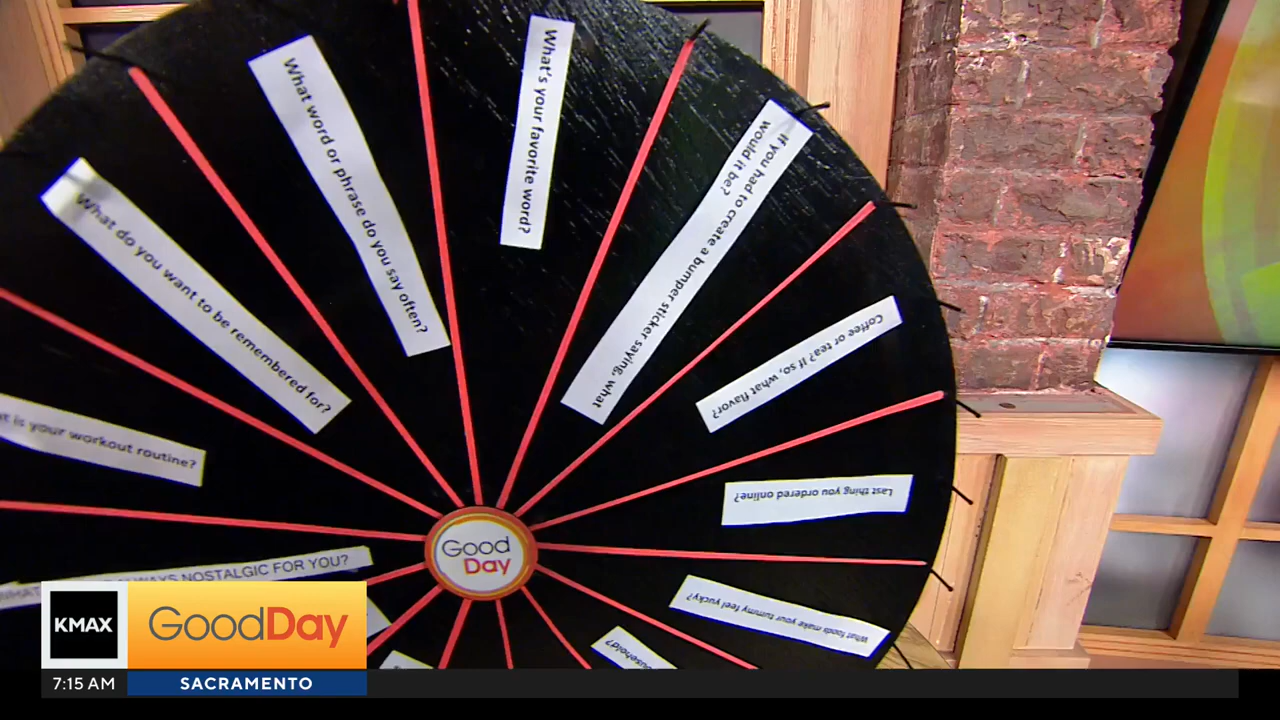 What's your favorite word?
What word or phrase do you say often?
If you had to create a bumper sticker saying, what
would it be?
What do you want to be remembered for?
Coffee or tea? If so, what flavor?
is your workout routine?
Last thing you ordered online?
ALWAYS NOSTALGIC FOR YOU?
What foods make your tummy feel yucky?
Good
Day
KMAX
GoodDay
7:15 AM
SACRAMENTO